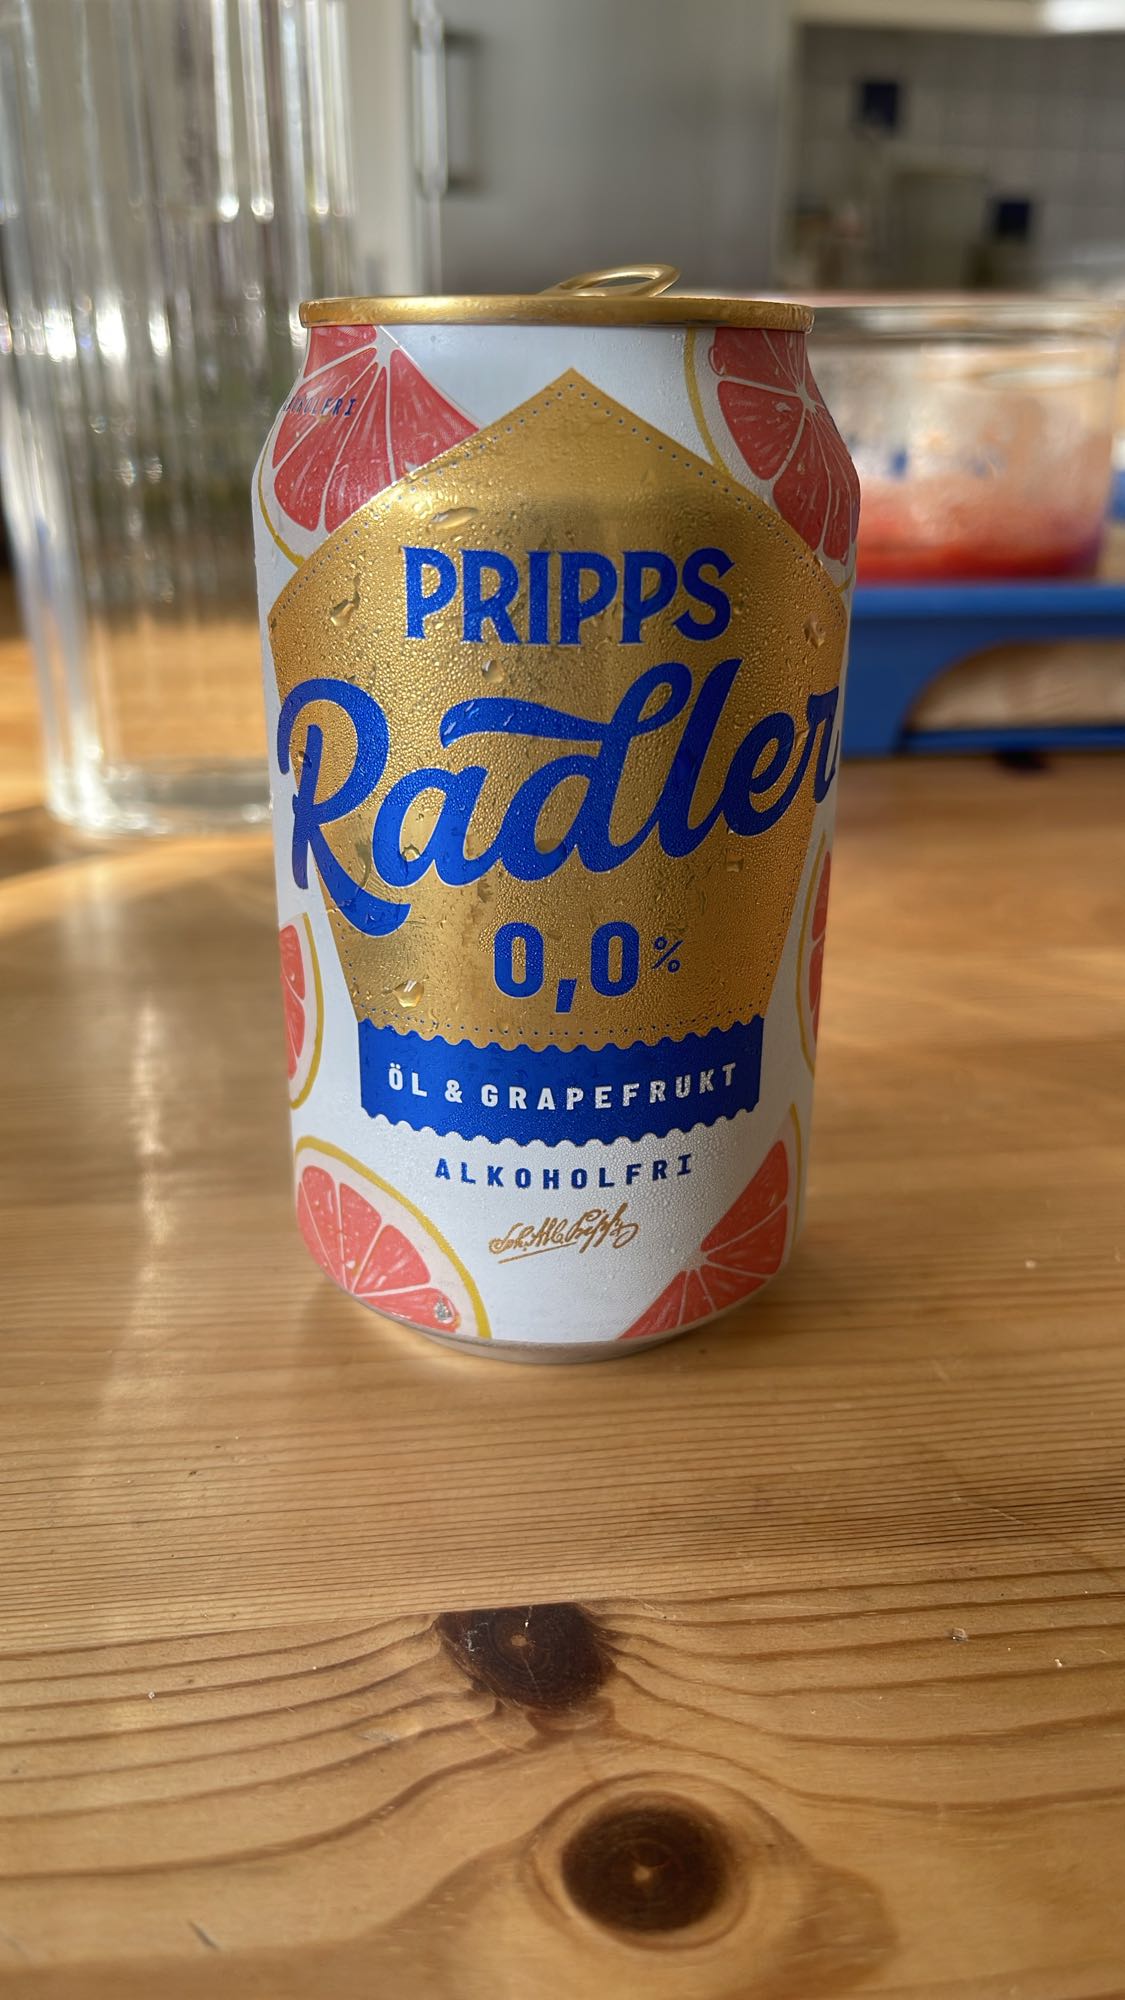 PRIPPS
Radler
0,0%
ÖL & GRAPEFRUKT
ALKOHOLFRI